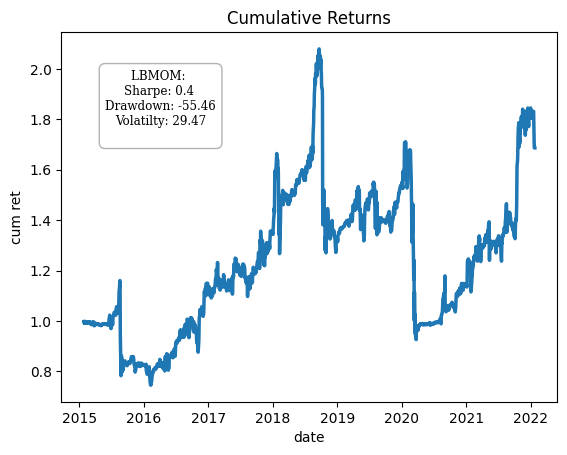 Cumulative Returns
LBMOM:
Sharpe: 0.4
Drawdown: -55.46
Volatilty: 29.47
cum ret
2.0
1.8
1.6
1.4
1.2
1.0
0.8
2015 2016 2017 2018 2019 2020 2021 2022
date